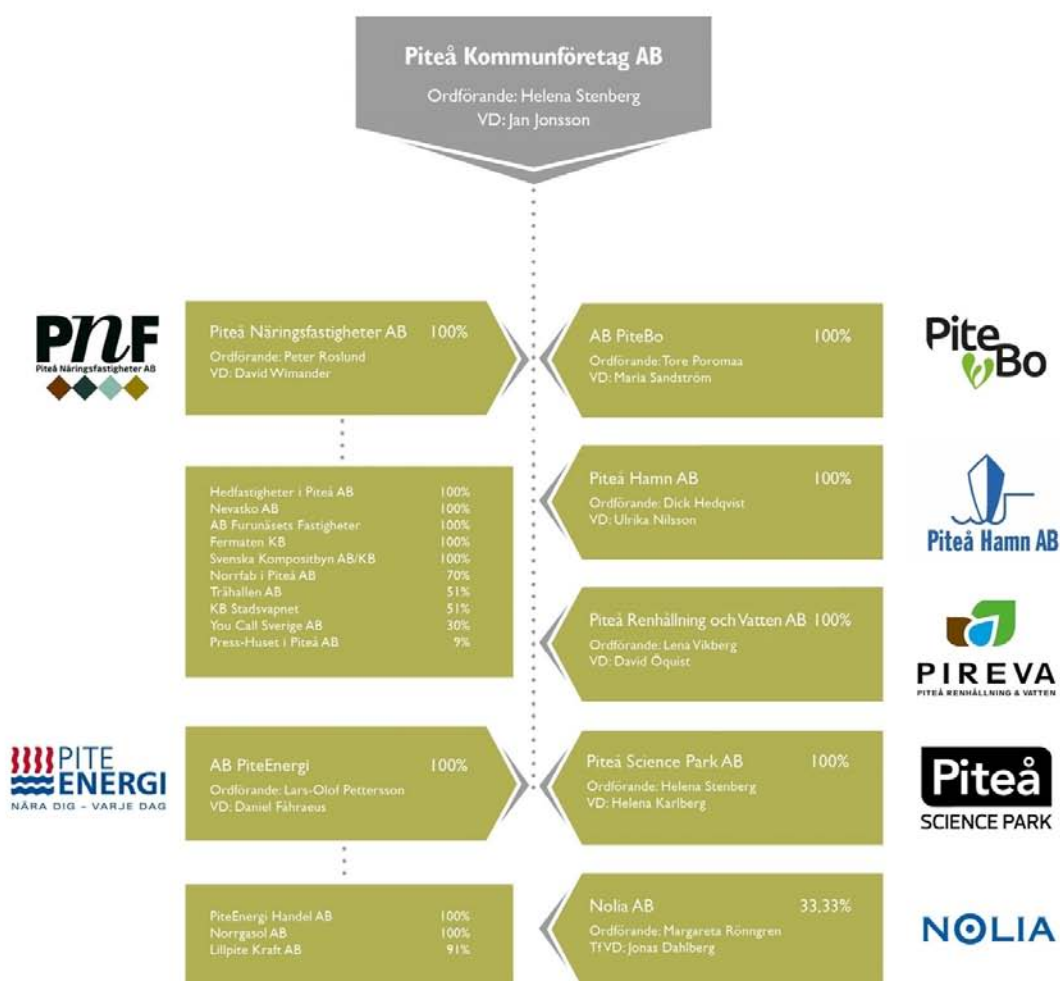 Piteå Kommunföretag AB
Ordförande: Helena Stenberg
VD: Jan Jonsson
PnF
Piteå Näringsfastigheter AB
Piteå Näringsfastigheter AB 100%
Ordförande: Peter Roslund
VD: David Wimander
AB PiteBo 100%
Ordförande: Tore Poromaa
VD: Maria Sandström
Pite
Bo
Hedfastigheter i Piteå AB 100%
Nevatko AB 100%
AB Furunäsets Fastigheter 100%
Fermaten KB 100%
Svenska Kompositbyn AB/KB 100%
Norrfab i Piteå AB 70%
Trähallen AB 51%
KB Stadsvapnet 51%
You Call Sverige AB 30%
Press-Huset i Piteå AB 9%
Piteå Hamn AB 100%
Ordförande: Dick Hedqvist
VD: Ulrika Nilsson
Piteå Hamn AB
Piteå Renhållning och Vatten AB 100%
Ordförande: Lena Vikberg
VD: David Öquist
PIREVA
PITEÅ RENHÅLLNING & VATTEN
PITE
ENERGI
NÄRA DIG – VARJE DAG
AB PiteEnergi 100%
Ordförande: Lars-Olof Pettersson
VD: Daniel Fåhraeus
Piteå Science Park AB 100%
Ordförande: Helena Stenberg
VD: Helena Karlberg
Piteå
SCIENCE PARK
PiteEnergi Handel AB 100%
Norrgasol AB 100%
Lillpite Kraft AB 91%
Nolia AB 33,33%
Ordförande: Margareta Rönngren
Tf VD: Jonas Dahlberg
NOLIA